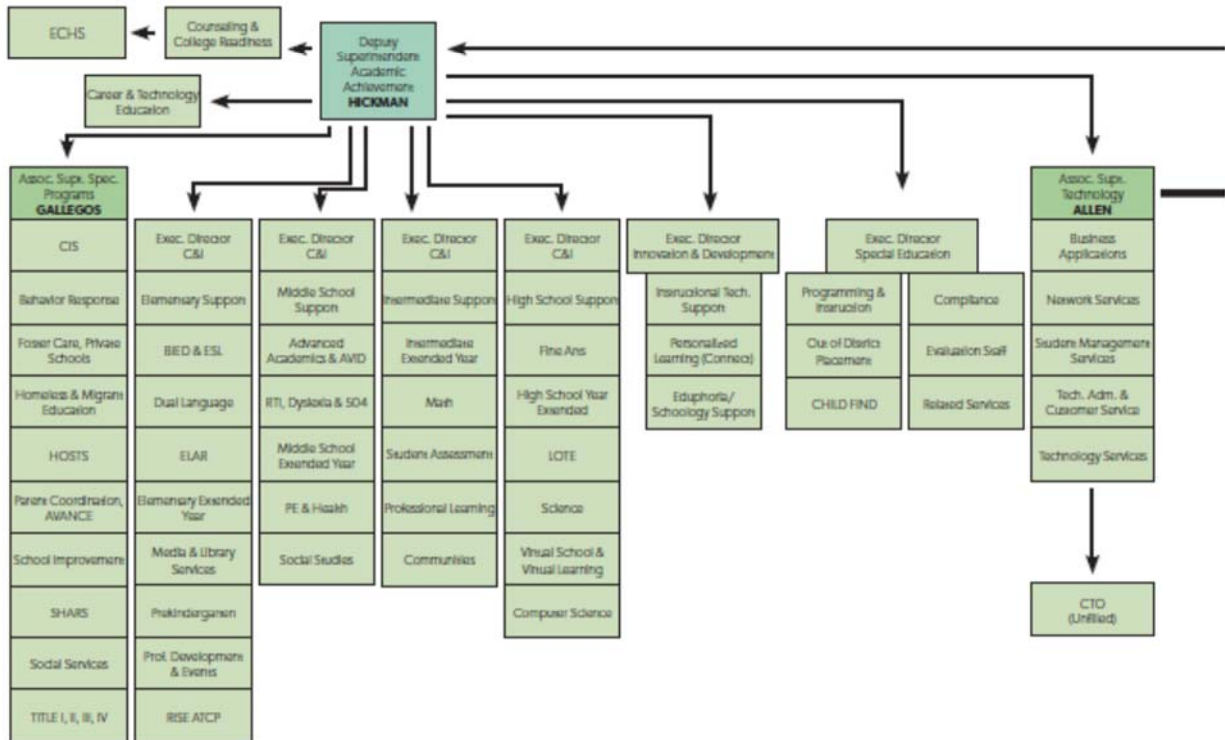 ECHS
Counseling &
College Readiness
Deputy
Superintendent
Academic
Achievement
HICKMAN
Career & Technology
Education
Assoc. Supt. Spec.
Programs
GALLEGOS
CIS
Behavior Response
Foster Care, Private
Schools
Homeless & Migrant
Education
HOSTS
Parent Coordination,
AVANCE
School Improvement
SHARS
Social Services
TITLE I, II, III, IV
Exec. Director
C&I
Elementary Support
BIED & ESL
Dual Language
ELAR
Elementary Extended
Year
Media & Library
Services
Prekindergarten
Prof. Development
& Events
RISE ATCP
Exec. Director
C&I
Middle School
Support
Advanced
Academics & AVID
RTI, Dyslexia & 504
Middle School
Extended Year
PE & Health
Social Studies
Exec. Director
C&I
Intermediate Support
Intermediate
Extended Year
Math
Student Assessment
Professional Learning
Communities
Exec. Director
C&I
High School Support
Fine Arts
High School Year
Extended
LOTE
Science
Virtual School &
Virtual Learning
Computer Science
Exec. Director
Innovation & Development
Instructional Tech.
Support
Personalized
Learning (Connect)
Eduphoria/
Schoology Support
Exec. Director
Special Education
Programming &
Instruction
Out of District
Placement
CHILD FIND
Compliance
Evaluation Staff
Related Services
Assoc. Supt.
Technology
ALLEN
Business
Applications
Network Services
Student Management
Services
Tech. Adm. &
Customer Service
Technology Services
CTO
(Unfilled)